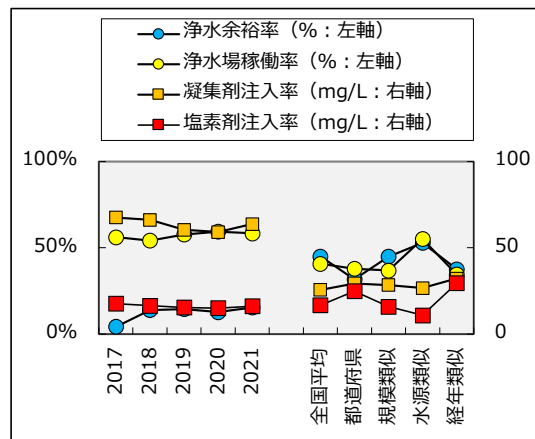 浄水余裕率（%：左軸）
浄水場稼働率（%：左軸）
凝集剤注入率（mg/L：右軸）
塩素剤注入率（mg/L：右軸）
100%
50%
0%
100
50
0
2017
2018
2019
2020
2021
全国平均
都道府県
規模類似
水源類似
経年類似